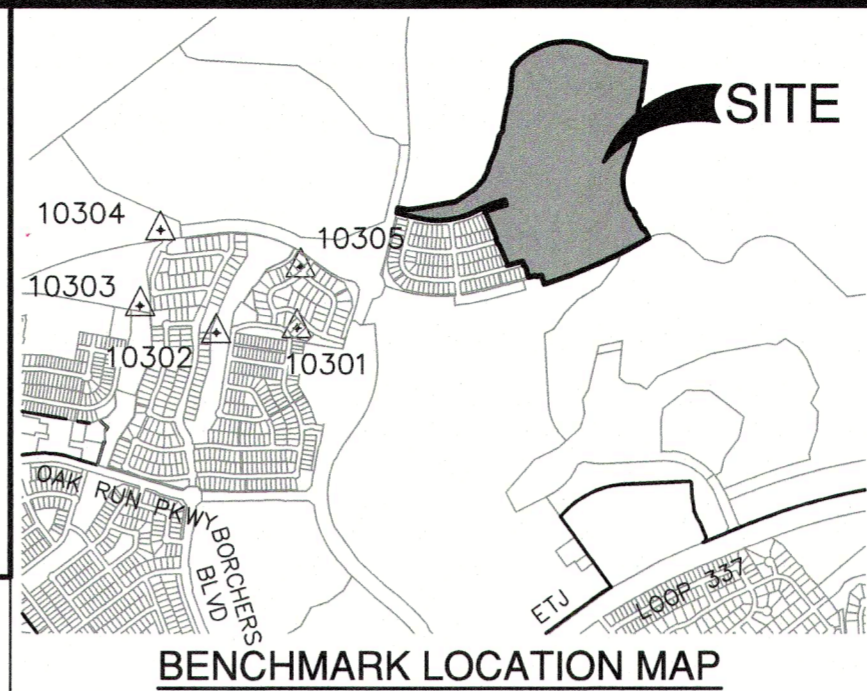 SITE
10304
10305
10303
10302
10301
OAK RUN PKWY
BORCHERS
BLVD
ETJ
LOOP 337
BENCHMARK LOCATION MAP